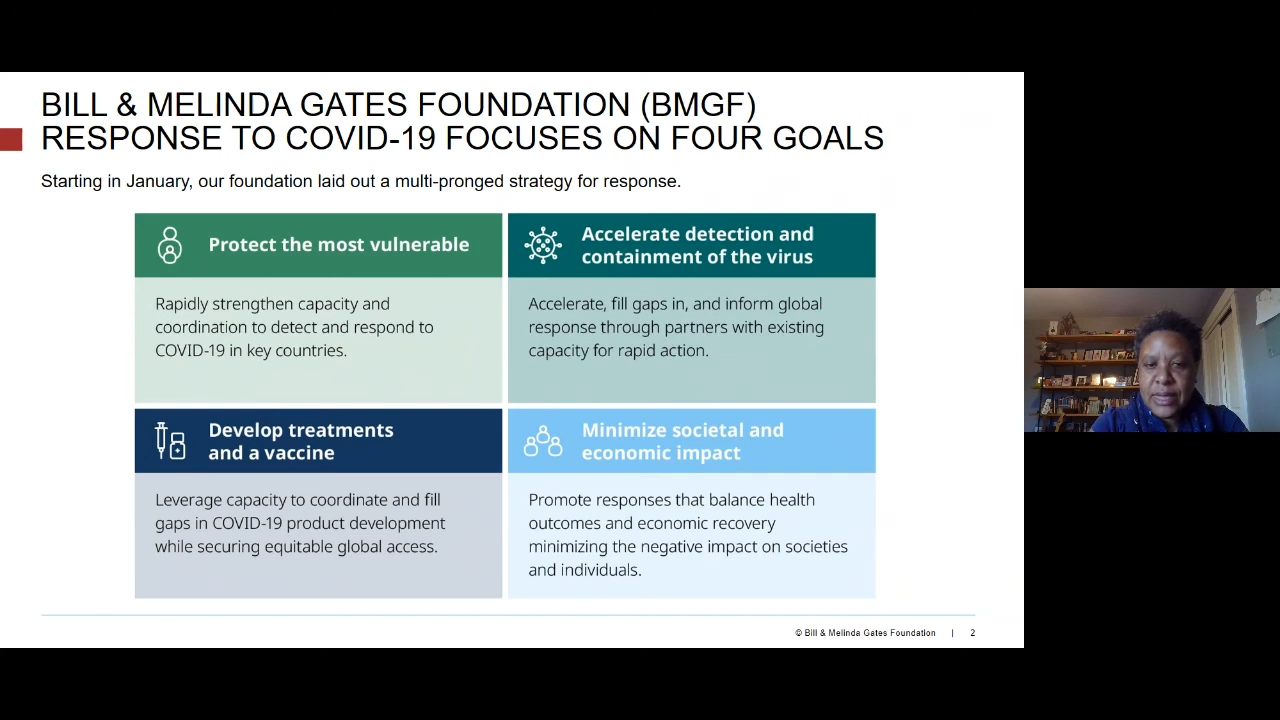 BILL & MELINDA GATES FOUNDATION (BMGF)
RESPONSE TO COVID-19 FOCUSES ON FOUR GOALS
Starting in January, our foundation laid out a multi-pronged strategy for response.
Protect the most vulnerable
Rapidly strengthen capacity and
coordination to detect and respond to
COVID-19 in key countries.
Accelerate detection and
containment of the virus
Accelerate, fill gaps in, and inform global
response through partners with existing
capacity for rapid action.
Develop treatments
and a vaccine
Leverage capacity to coordinate and fill
gaps in COVID-19 product development
while securing equitable global access.
Minimize societal and
economic impact
Promote responses that balance health
outcomes and economic recovery
minimizing the negative impact on societies
and individuals.
© Bill & Melinda Gates Foundation | 2